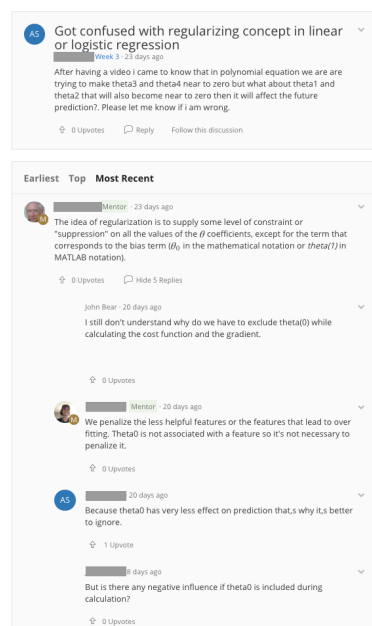 AS
Got confused with regularizing concept in linear
or logistic regression
Week 3 · 23 days ago
After having a video i came to know that in polynomial equation we are are
trying to make theta3 and theta4 near to zero but what about theta1 and
theta2 that will also become near to zero then it will affect the future
prediction?. Please let me know if i am wrong.
0 Upvotes Reply Follow this discussion
Earliest Top Most Recent
M
Mentor · 23 days ago
The idea of regularization is to supply some level of constraint or
"suppression" on all the values of the θ coefficients, except for the term that
corresponds to the bias term (θ₀ in the mathematical notation or theta(1) in
MATLAB notation).
0 Upvotes Hide 5 Replies
John Bear · 20 days ago
I still don't understand why do we have to exclude theta(0) while
calculating the cost function and the gradient.
0 Upvotes
M
Mentor · 20 days ago
We penalize the less helpful features or the features that lead to over
fitting. Theta0 is not associated with a feature so it's not necessary to
penalize it.
0 Upvotes
AS
20 days ago
Because theta0 has very less effect on prediction that,s why it,s better
to ignore.
1 Upvote
8 days ago
But is there any negative influence if theta0 is included during
calculation?
0 Upvotes